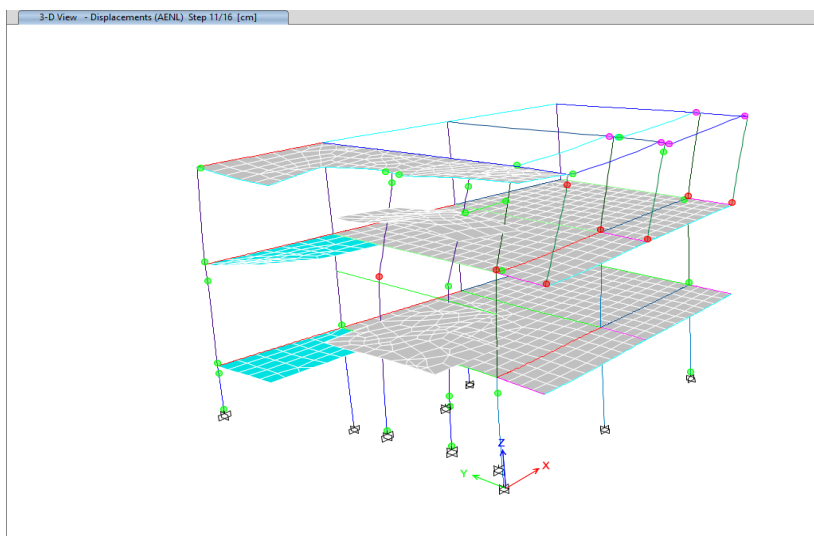 3-D View - Displacements (AENL) Step 11/16 [cm]
Z
X
Y